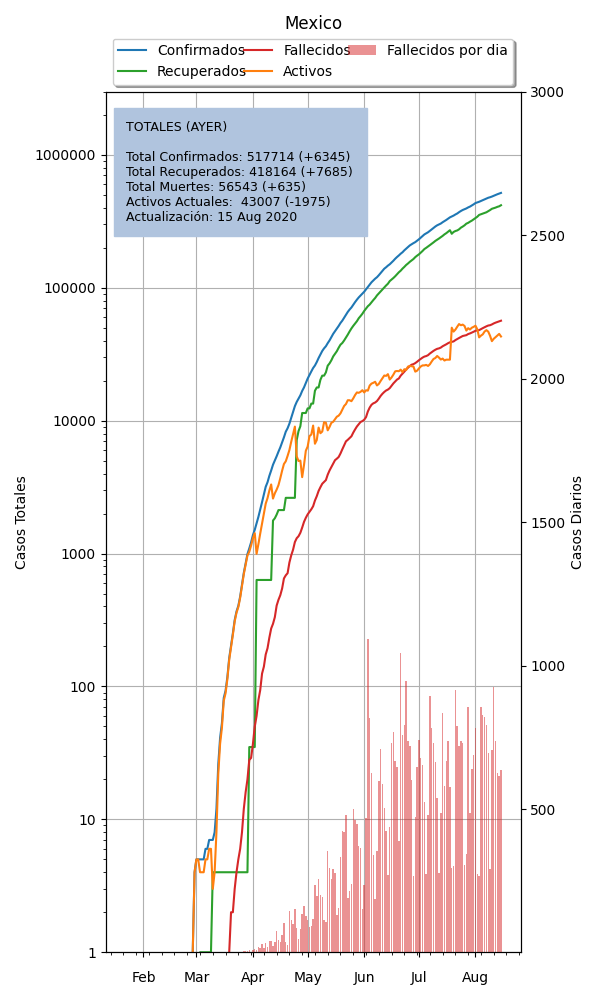 Mexico
Confirmados
Recuperados
Fallecidos
Activos
Fallecidos por dia
TOTALES (AYER)
Total Confirmados: 517714 (+6345)
Total Recuperados: 418164 (+7685)
Total Muertes: 56543 (+635)
Activos Actuales: 43007 (-1975)
Actualización: 15 Aug 2020
Casos Totales
1000000
100000
10000
1000
100
10
1
3000
2500
2000
1500
1000
500
Casos Diarios
Feb Mar Apr May Jun Jul Aug